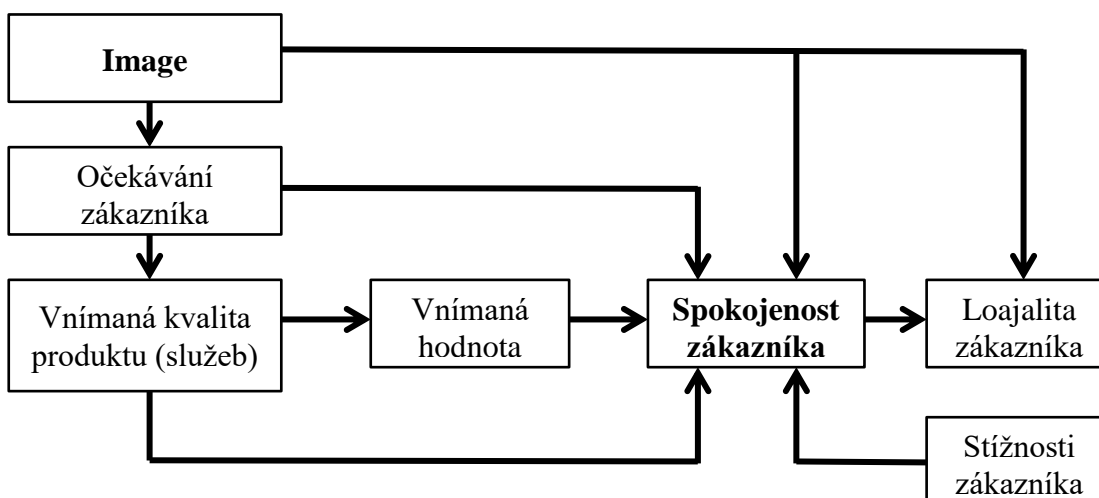 Image
Očekávání
zákazníka
Vnímaná kvalita
produktu (služeb)
Vnímaná
hodnota
Spokojenost
zákazníka
Loajalita
zákazníka
Stížnosti
zákazníka